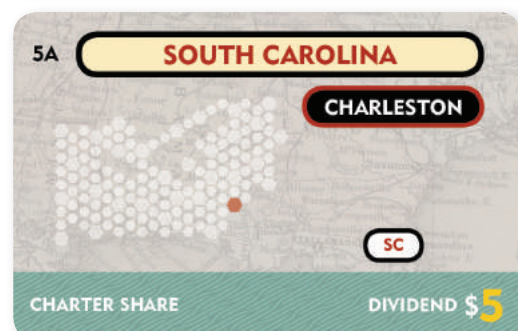 5A SOUTH CAROLINA
CHARLESTON
SC
CHARTER SHARE DIVIDEND $5